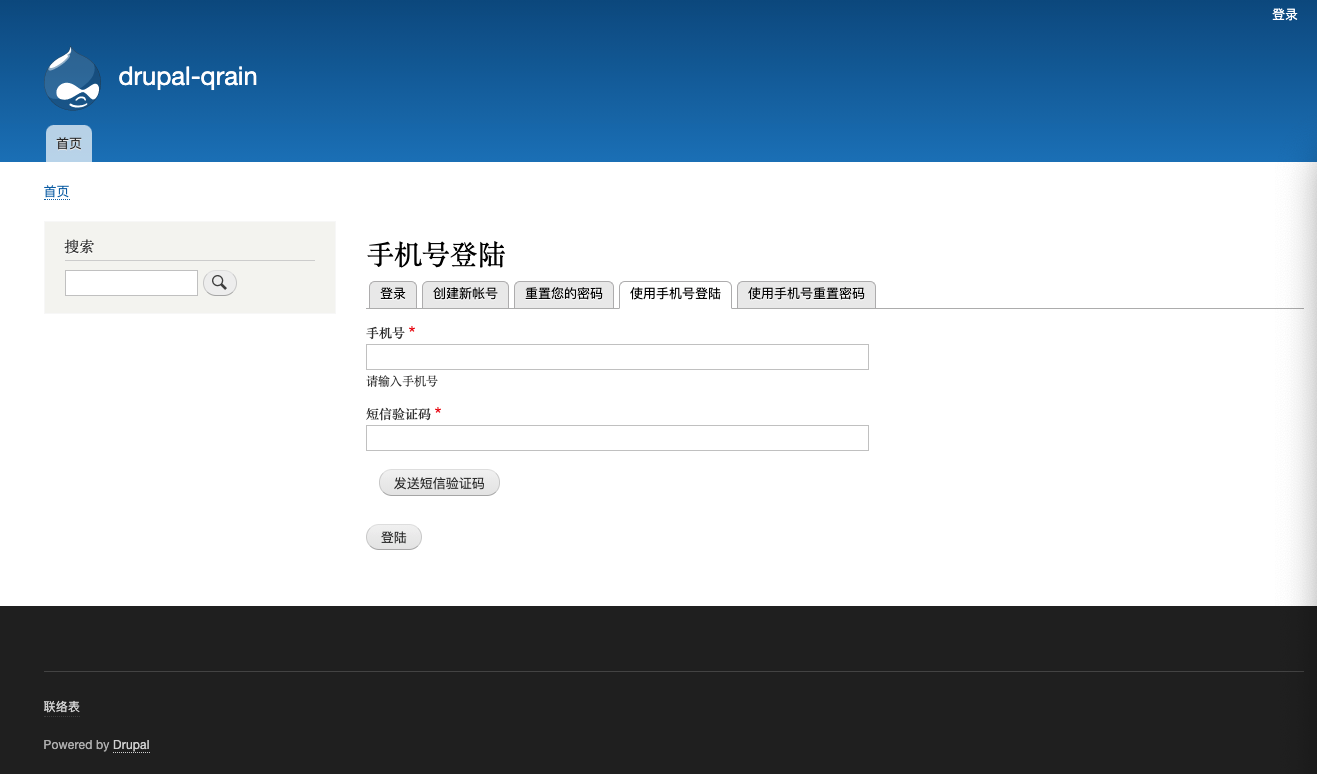 登录
drupal-qrain
首页
首页
搜索
手机号登陆
登录 创建新帐号 重置您的密码 使用手机号登陆 使用手机号重置密码
手机号 *
请输入手机号
短信验证码 *
发送短信验证码
登陆
联络表
Powered by Drupal